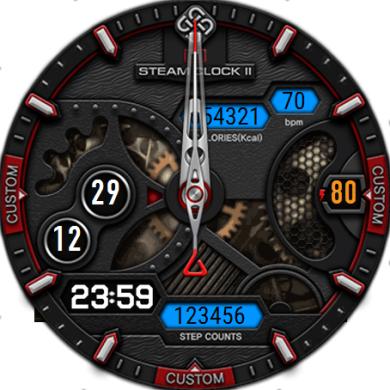 STEAM CLOCK II
70
54321
bpm
LORIES(Kcal)
CUSTOM
29
80
CUSTOM
12
23:59
123456
STEP COUNTS
CUSTOM